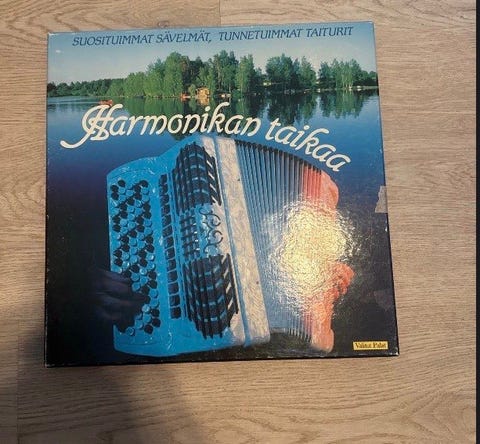 SUOSITUIMMAT SÄVELMÄT, TUNNETUIMMAT TAITURIT
Harmonikan taikaa
Valitut Palat